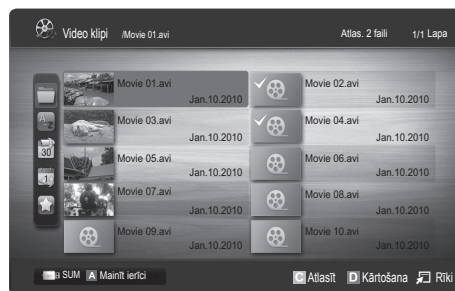 Video klipi /Movie 01.avi Atlas. 2 faili 1/1 Lapa
Movie 01.avi Movie 02.avi
Jan.10.2010 Jan.10.2010
Movie 03.avi Movie 04.avi
Jan.10.2010 Jan.10.2010
30
Movie 05.avi Movie 06.avi
Jan.10.2010 Jan.10.2010
1
Movie 07.avi Movie 08.avi
Jan.10.2010 Jan.10.2010
Movie 09.avi Movie 10.avi
Jan.10.2010 Jan.10.2010
SUM A Mainīt ierīci C Atlasīt D Kārtošana Rīki